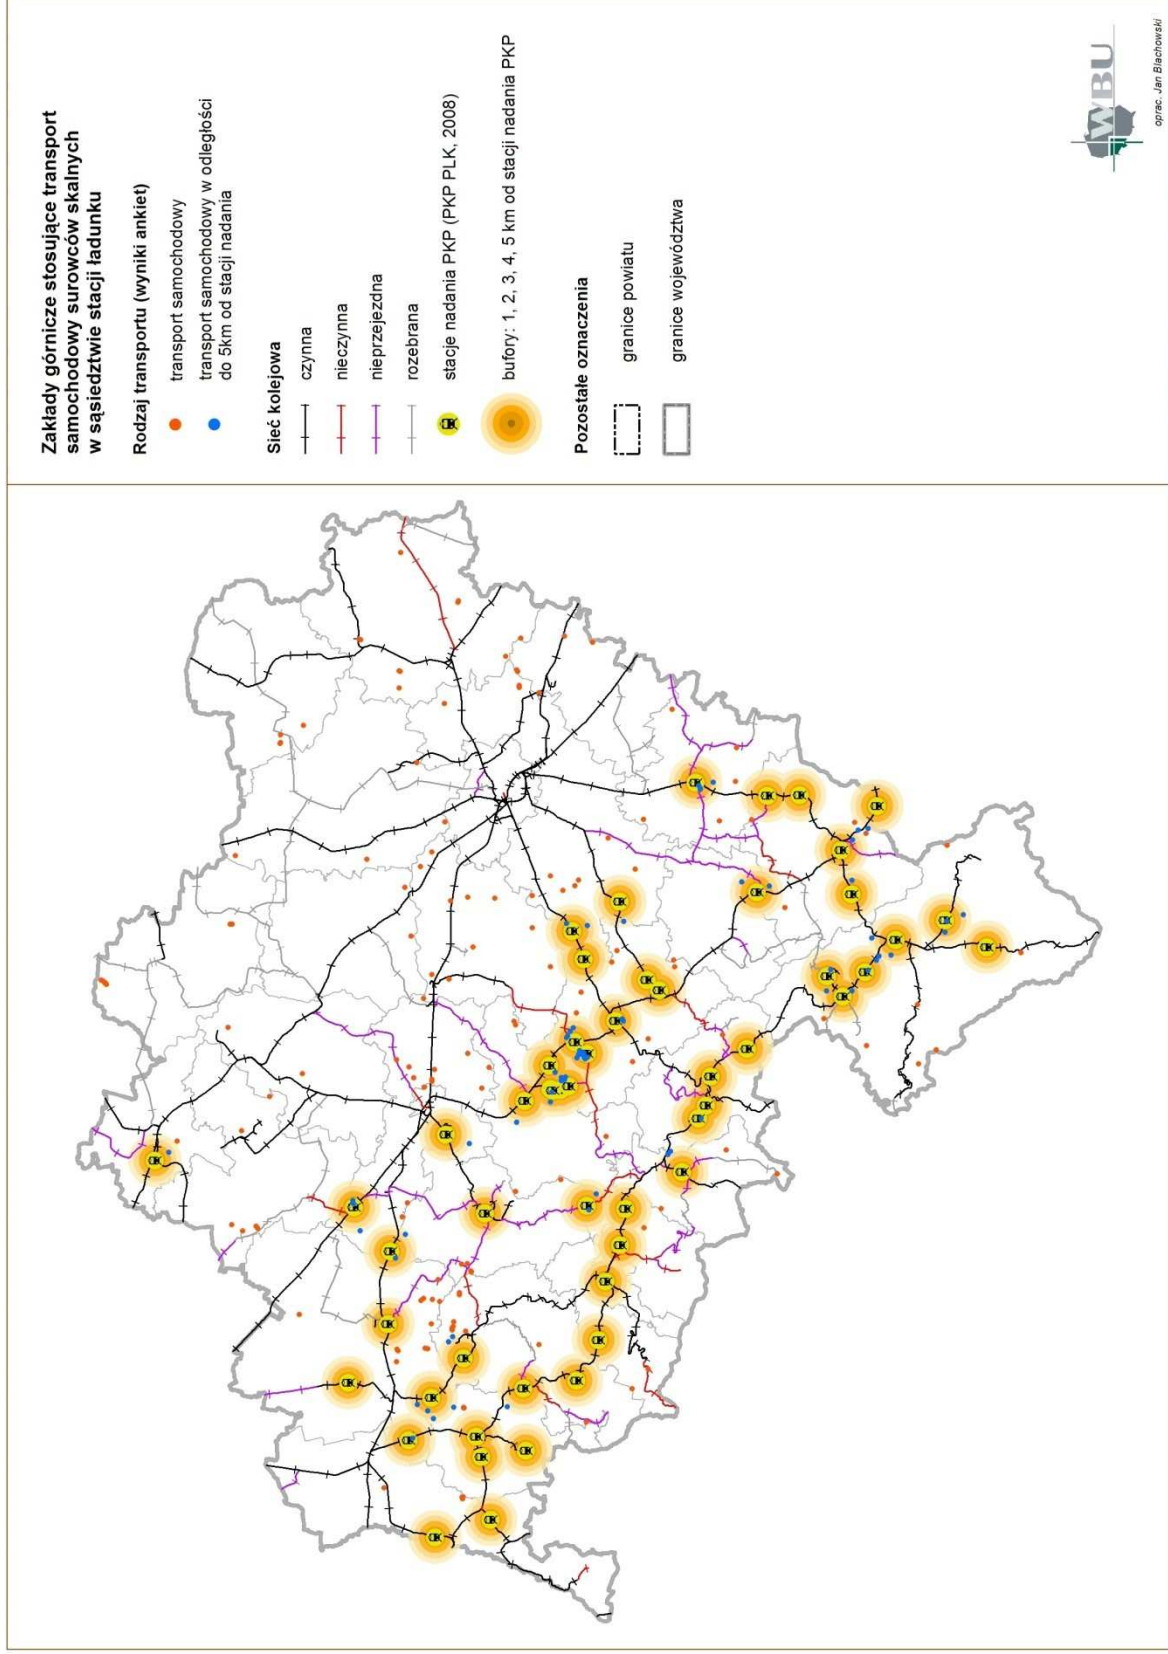 Zakłady górnicze stosujące transport
samochodowy surowców skalnych
w sąsiedztwie stacji ładunku
Rodzaj transportu (wyniki ankiet)
transport samochodowy
transport samochodowy w odległości
do 5km od stacji nadania
Sieć kolejowa
czynna
nieczynna
nieprzejezdna
rozebrana
stacje nadania PKP (PKP PLK, 2008)
bufory: 1, 2, 3, 4, 5 km od stacji nadania PKP
Pozostałe oznaczenia
granice powiatu
granice województwa
WBU
oprac. Jan Blachowski